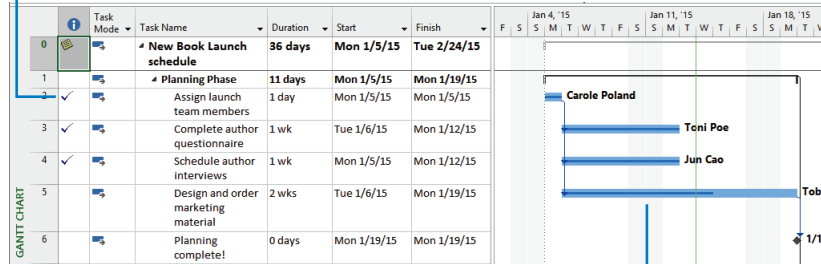 Jan 4, '15 Jan 11, '15 Jan 18, '15
Task Mode Task Name Duration Start Finish F S S M T W T F S S M T W T F S S M T W
0 New Book Launch schedule 36 days Mon 1/5/15 Tue 2/24/15
1 Planning Phase 11 days Mon 1/5/15 Mon 1/19/15
2 Assign launch team members 1 day Mon 1/5/15 Mon 1/5/15 Carole Poland
3 Complete author questionnaire 1 wk Tue 1/6/15 Mon 1/12/15 Toni Poe
4 Schedule author interviews 1 wk Mon 1/5/15 Mon 1/12/15 Jun Cao
5 Design and order marketing material 2 wks Tue 1/6/15 Mon 1/19/15 Tob
6 Planning complete! 0 days Mon 1/19/15 Mon 1/19/15 1/1
GANTT CHART